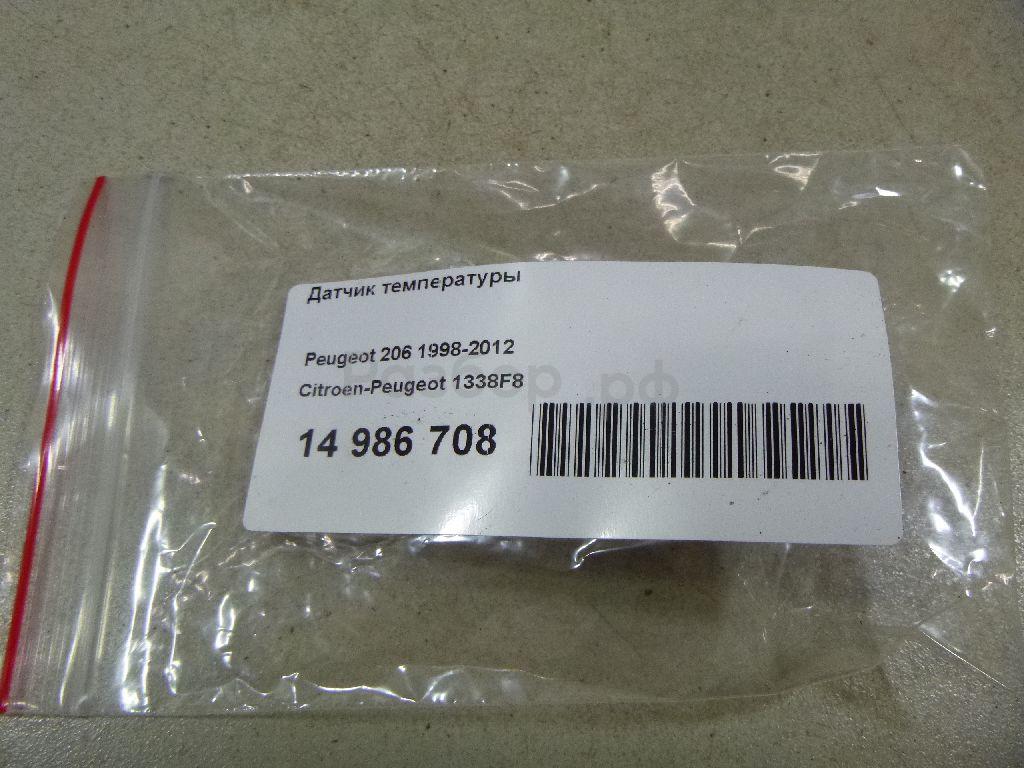 Датчик температуры
Peugeot 206 1998-2012
Citroen-Peugeot 1338F8
14 986 708